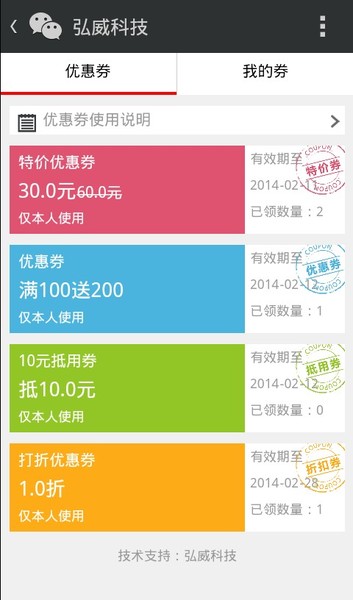 弘威科技
优惠券
我的券
优惠券使用说明
特价优惠券
30.0元60.0元
仅本人使用
有效期至
2014-02-11
已领数量：2
COUPON
特价券
COUPON
优惠券
满100送200
仅本人使用
有效期至
2014-02-12
已领数量：1
COUPON
优惠券
COUPON
10元抵用券
抵10.0元
仅本人使用
有效期至
2014-02-12
已领数量：0
COUPON
抵用券
COUPON
打折优惠券
1.0折
仅本人使用
有效期至
2014-02-28
已领数量：1
COUPON
折扣券
COUPON
技术支持：弘威科技